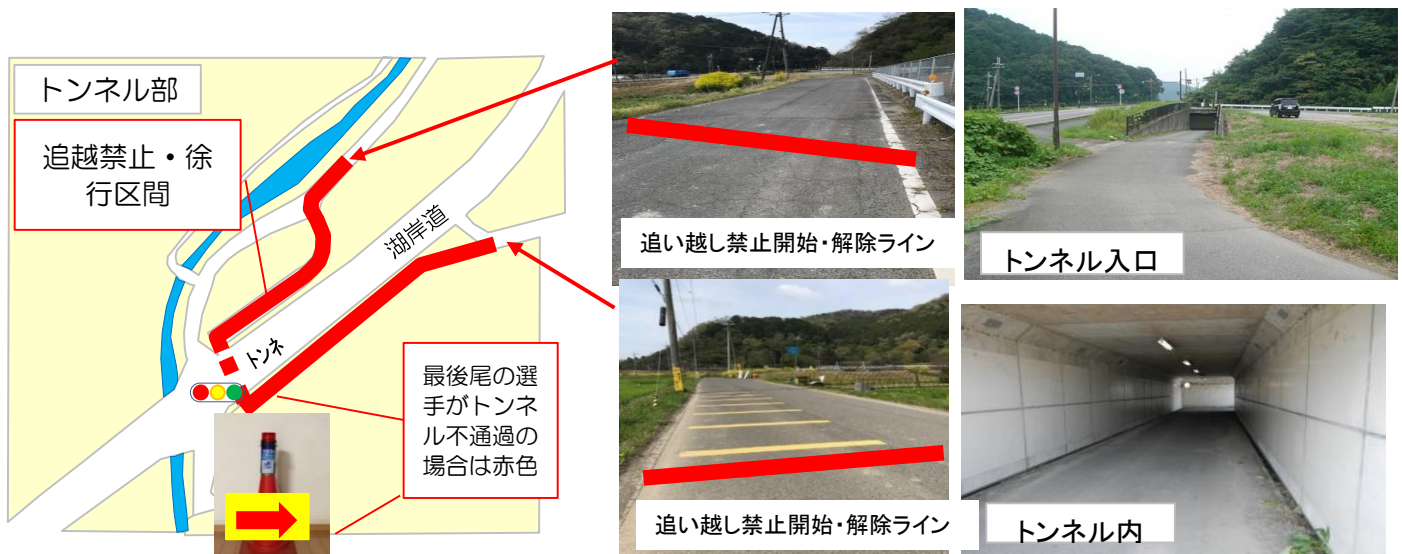 トンネル部
追越禁止・徐
行区間
湖岸道
トンネ
最後尾の選
手がトンネ
ル不通過の
場合は赤色
追い越し禁止開始・解除ライン
トンネル入口
追い越し禁止開始・解除ライン
トンネル内